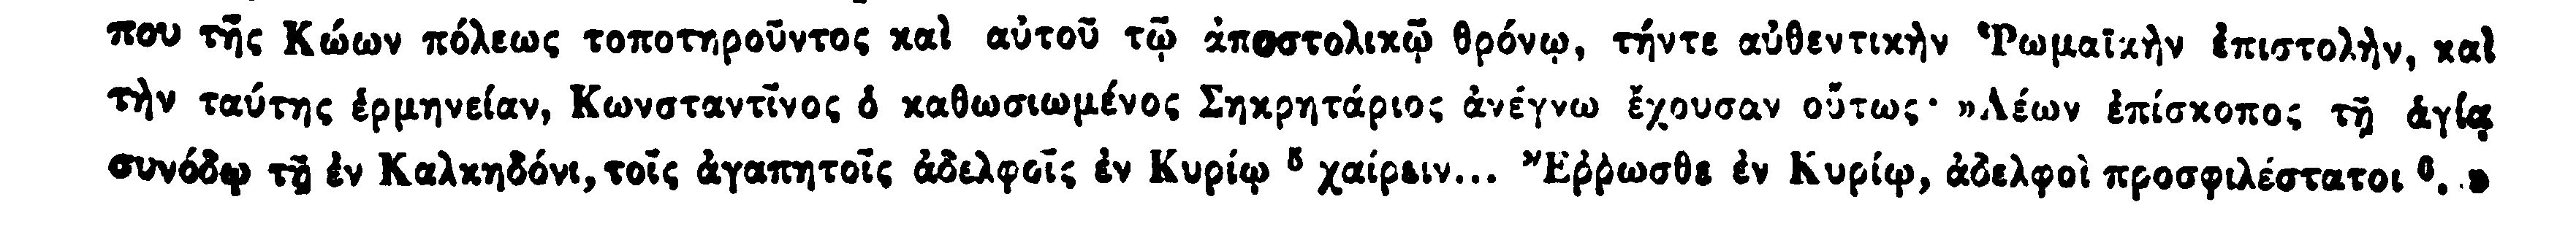 που τῆς Κώων πόλεως τοποτηροῦντος καὶ αὐτοῦ τῷ ἀποστολικῷ θρόνῳ, τήντε αὐθεντικὴν Ῥωμαϊκὴν ἐπιστολὴν, καὶ
τὴν ταύτης ἑρμηνείαν, Κωνσταντῖνος ὁ καθωσιωμένος Σηκρητάριος ἀνέγνω ἔχουσαν οὕτως· »Λέων ἐπίσκοπος τῇ ἁγίᾳ
συνόδῳ τῇ ἐν Καλκηδόνι, τοῖς ἀγαπητοῖς ἀδελφοῖς ἐν Κυρίῳ ⁵ χαίρειν... Ἔῤῥωσθε ἐν Κυρίῳ, ἀδελφοὶ προσφιλέστατοι ⁶. »